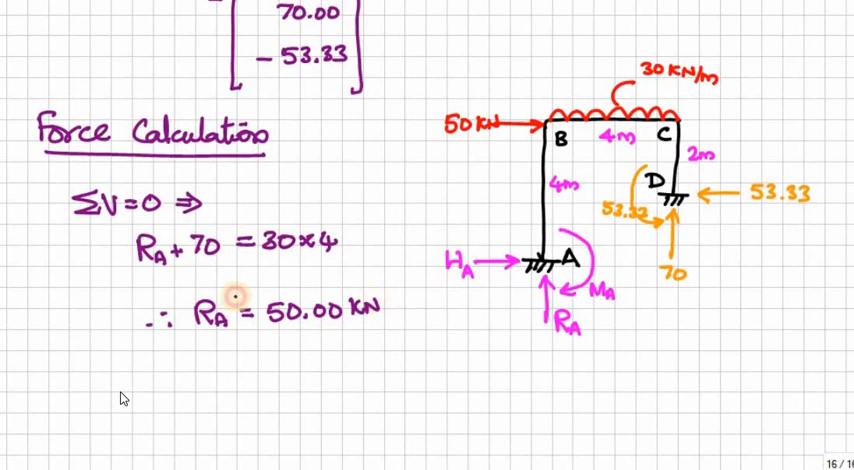 70.00
- 53.33
Force Calculation
ΣV=0 ⇒
RA + 70 = 30×4
∴ RA = 50.00 KN
30 KN/m
50 KN
B
4m
C
2m
4m
D
53.33
53.33
HA
A
70
MA
RA
16 / 16